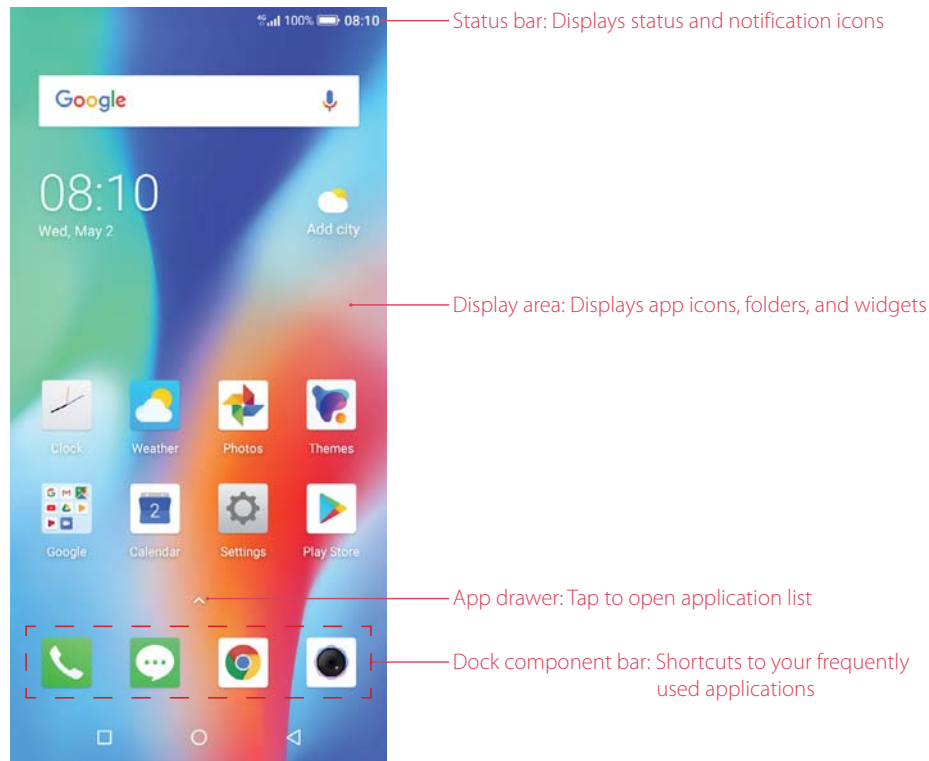 4G 100% 08:10
Status bar: Displays status and notification icons
Google
08:10
Wed, May 2
Add city
Display area: Displays app icons, folders, and widgets
Clock Weather Photos Themes
2
Google Calendar Settings Play Store
App drawer: Tap to open application list
Dock component bar: Shortcuts to your frequently
used applications